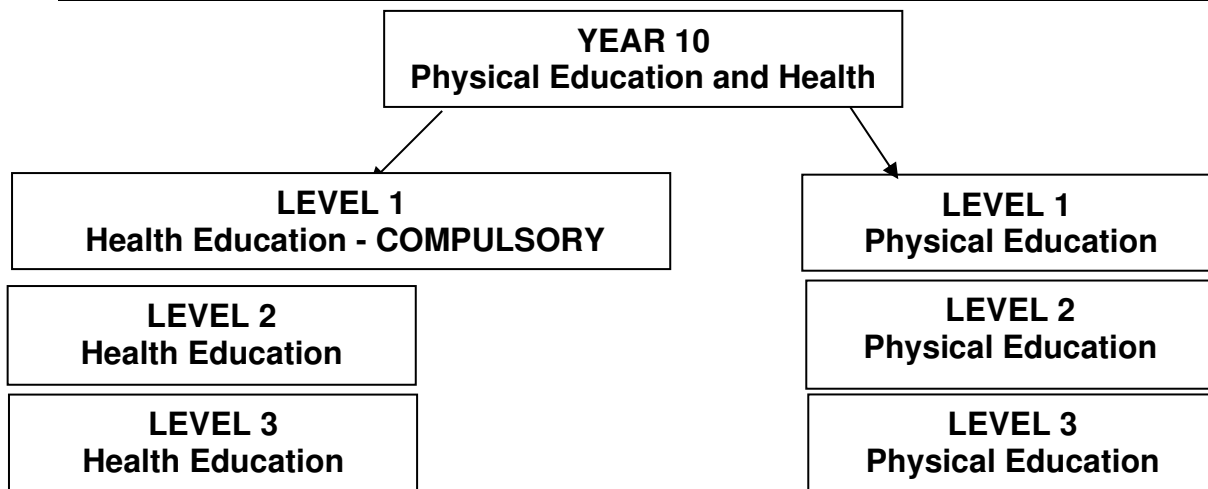 YEAR 10
Physical Education and Health
LEVEL 1
Health Education - COMPULSORY
LEVEL 1
Physical Education
LEVEL 2
Health Education
LEVEL 2
Physical Education
LEVEL 3
Health Education
LEVEL 3
Physical Education